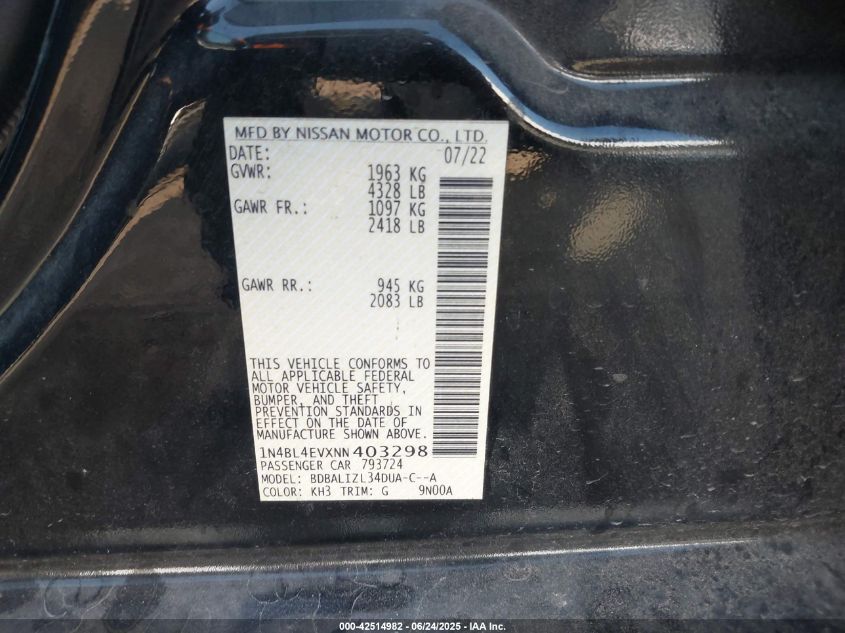 MFD BY NISSAN MOTOR CO., LTD.
DATE: 07/22
GVWR: 1963 KG
4328 LB
GAWR FR.: 1097 KG
2418 LB
GAWR RR.: 945 KG
2083 LB
THIS VEHICLE CONFORMS TO
ALL APPLICABLE FEDERAL
MOTOR VEHICLE SAFETY,
BUMPER, AND THEFT
PREVENTION STANDARDS IN
EFFECT ON THE DATE OF
MANUFACTURE SHOWN ABOVE.
1N4BL4EVXNN403298
PASSENGER CAR 793724
MODEL: BDBALIZL34DUA-C--A
COLOR: KH3 TRIM: G 9N00A
000-42514982 - 06/24/2025 - IAA Inc.